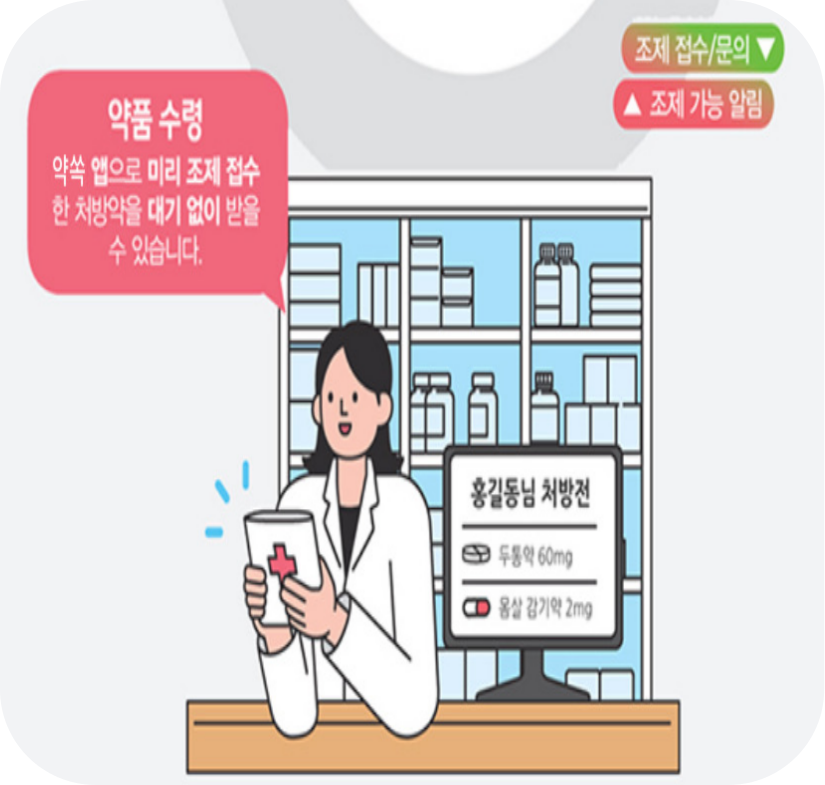 조제 접수/문의 ▼
▲ 조제 가능 알림
약품 수령
약쏙 앱으로 미리 조제 접수
한 처방약을 대기 없이 받을
수 있습니다.
홍길동님 처방전
두통약 60mg
몸살 감기약 2mg